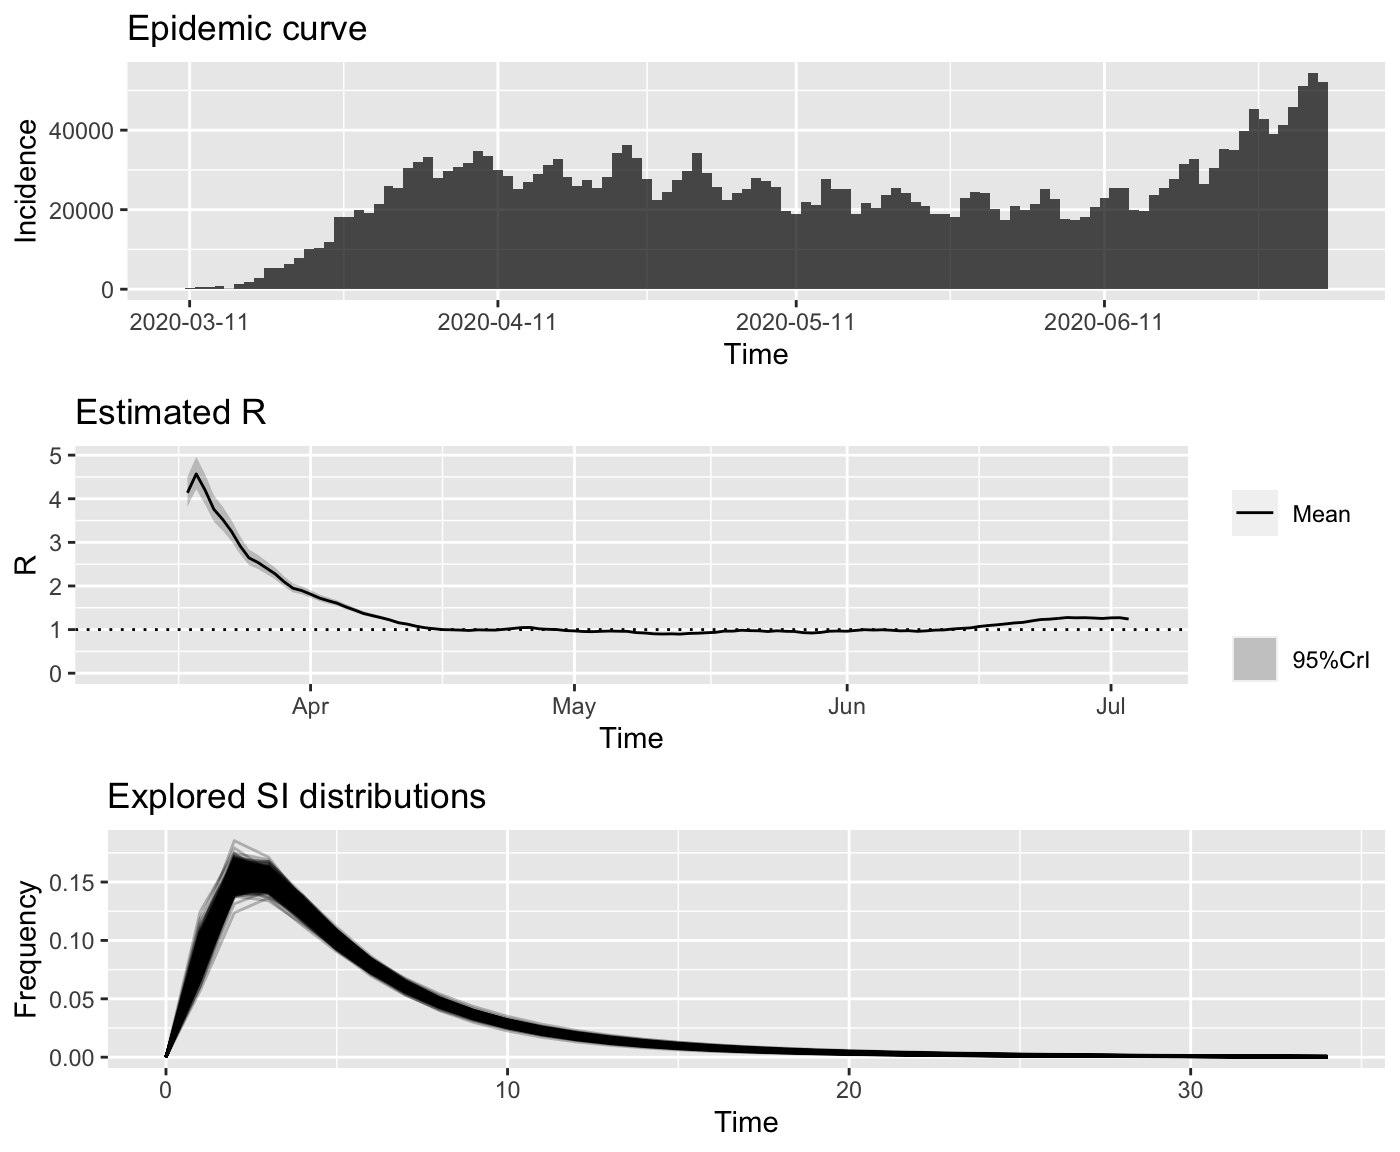 Epidemic curve
Incidence
40000
20000
0
2020-03-11 2020-04-11 2020-05-11 2020-06-11
Time
Estimated R
R
5
4
3
2
1
0
Apr May Jun Jul
Time
Mean
95%CrI
Explored SI distributions
Frequency
0.15
0.10
0.05
0.00
0 10 20 30
Time